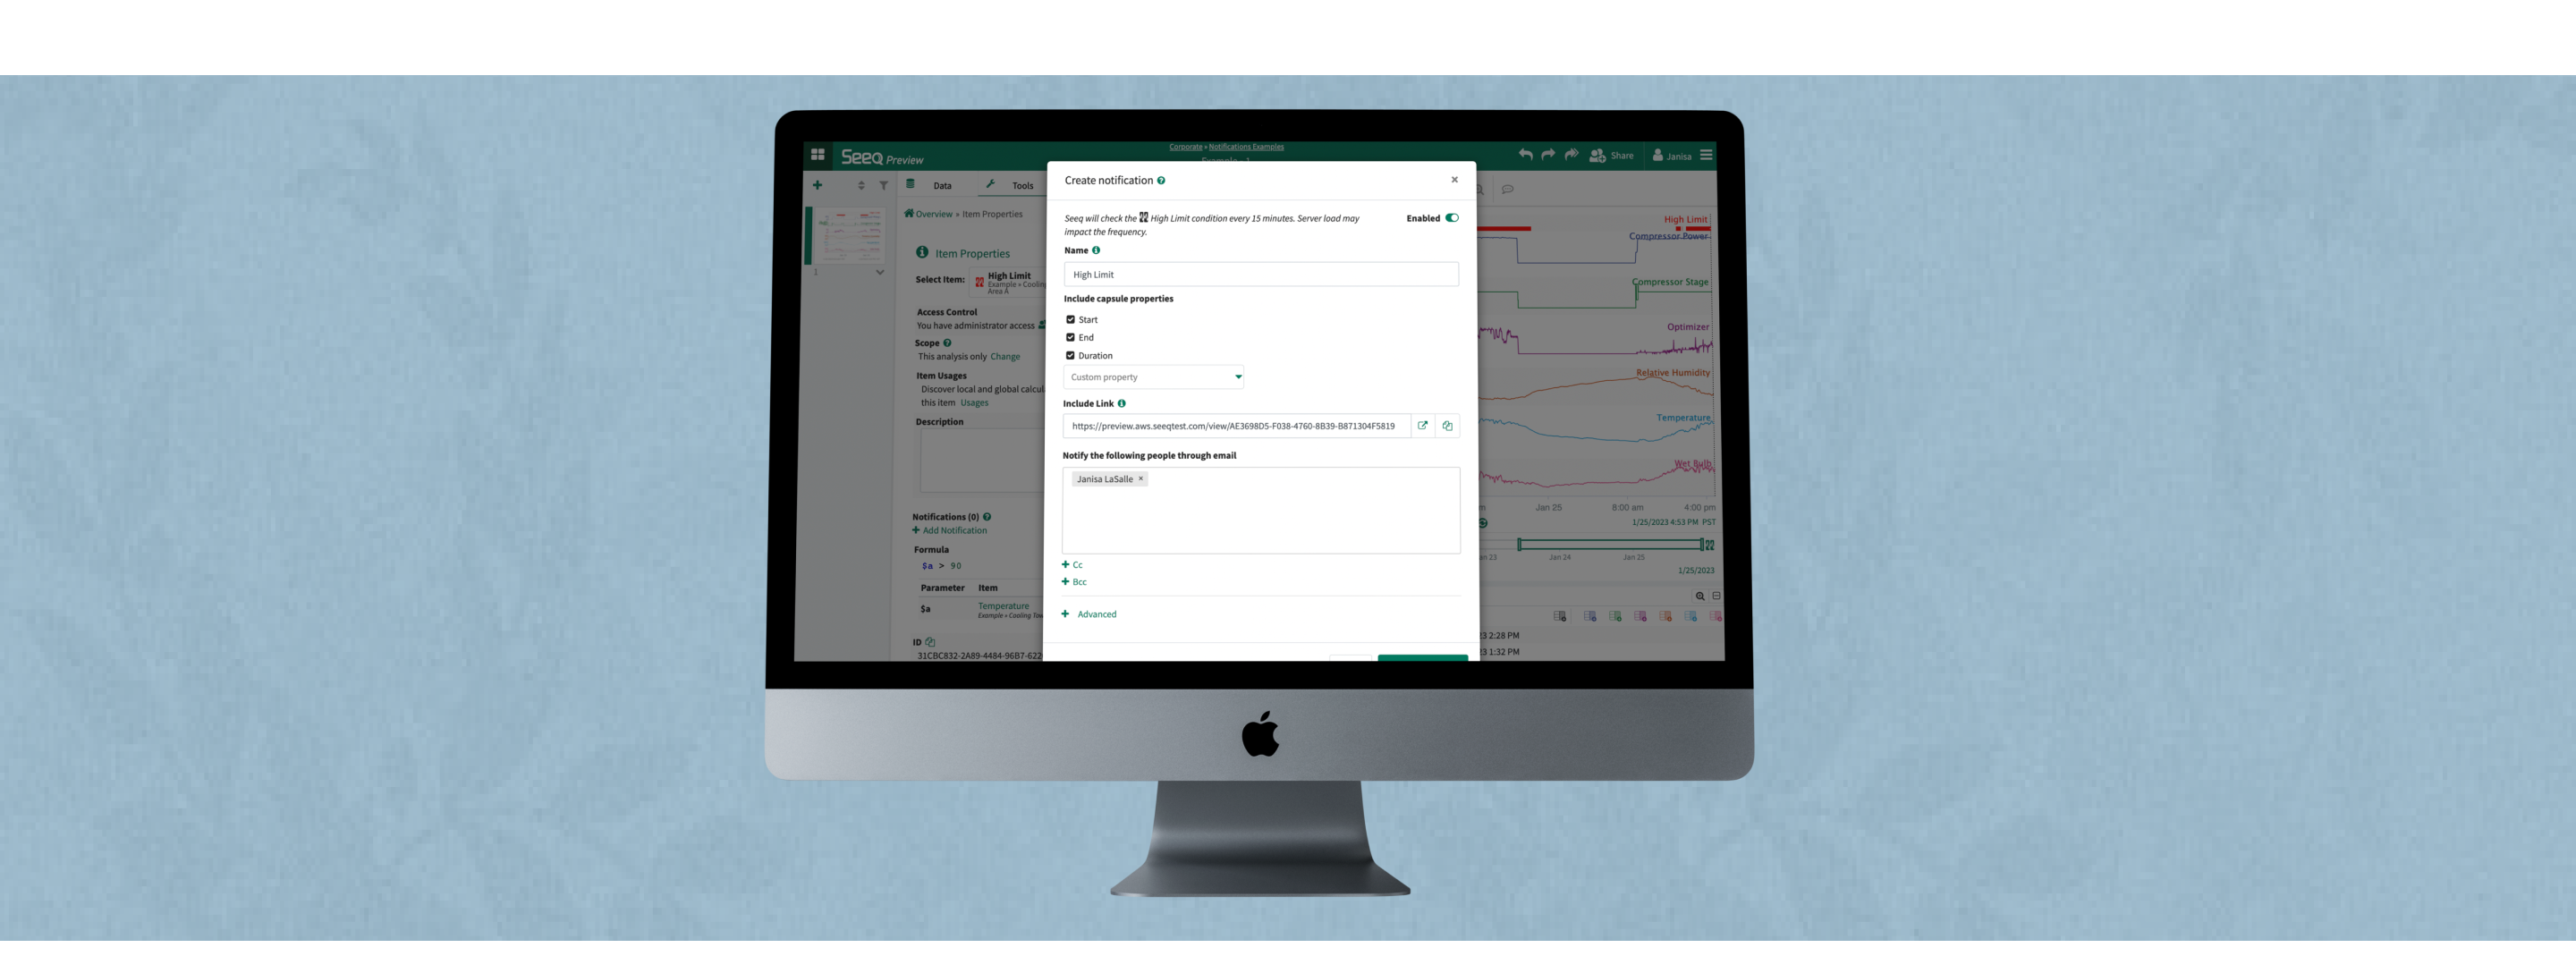 Seeq Preview
Corporate » Notifications Examples
Share
Janisa
Data
Tools
Overview » Item Properties
1
Item Properties
Select Item:
High Limit
Example » Cooling
Area A
Access Control
You have administrator access
Scope
This analysis only Change
Item Usages
Discover local and global calcul
this item Usages
Description
Notifications (0)
+ Add Notification
Formula
$a > 90
Parameter Item
$a
Temperature
Example » Cooling Tow
ID
31CBC832-2A89-4484-96B7-622
Create notification
×
Seeq will check the High Limit condition every 15 minutes. Server load may
impact the frequency.
Enabled
Name
High Limit
Include capsule properties
Start
End
Duration
Custom property
Include Link
https://preview.aws.seeqtest.com/view/AE3698D5-F038-4760-8B39-B871304F5819
Notify the following people through email
Janisa LaSalle ×
+ Cc
+ Bcc
+ Advanced
High Limit
Compressor Power
Compressor Stage
Optimizer
Relative Humidity
Temperature
Wet Bulb
Jan 25
8:00 am
4:00 pm
1/25/2023 4:53 PM PST
Jan 24
Jan 25
1/25/2023
2:28 PM
1:32 PM